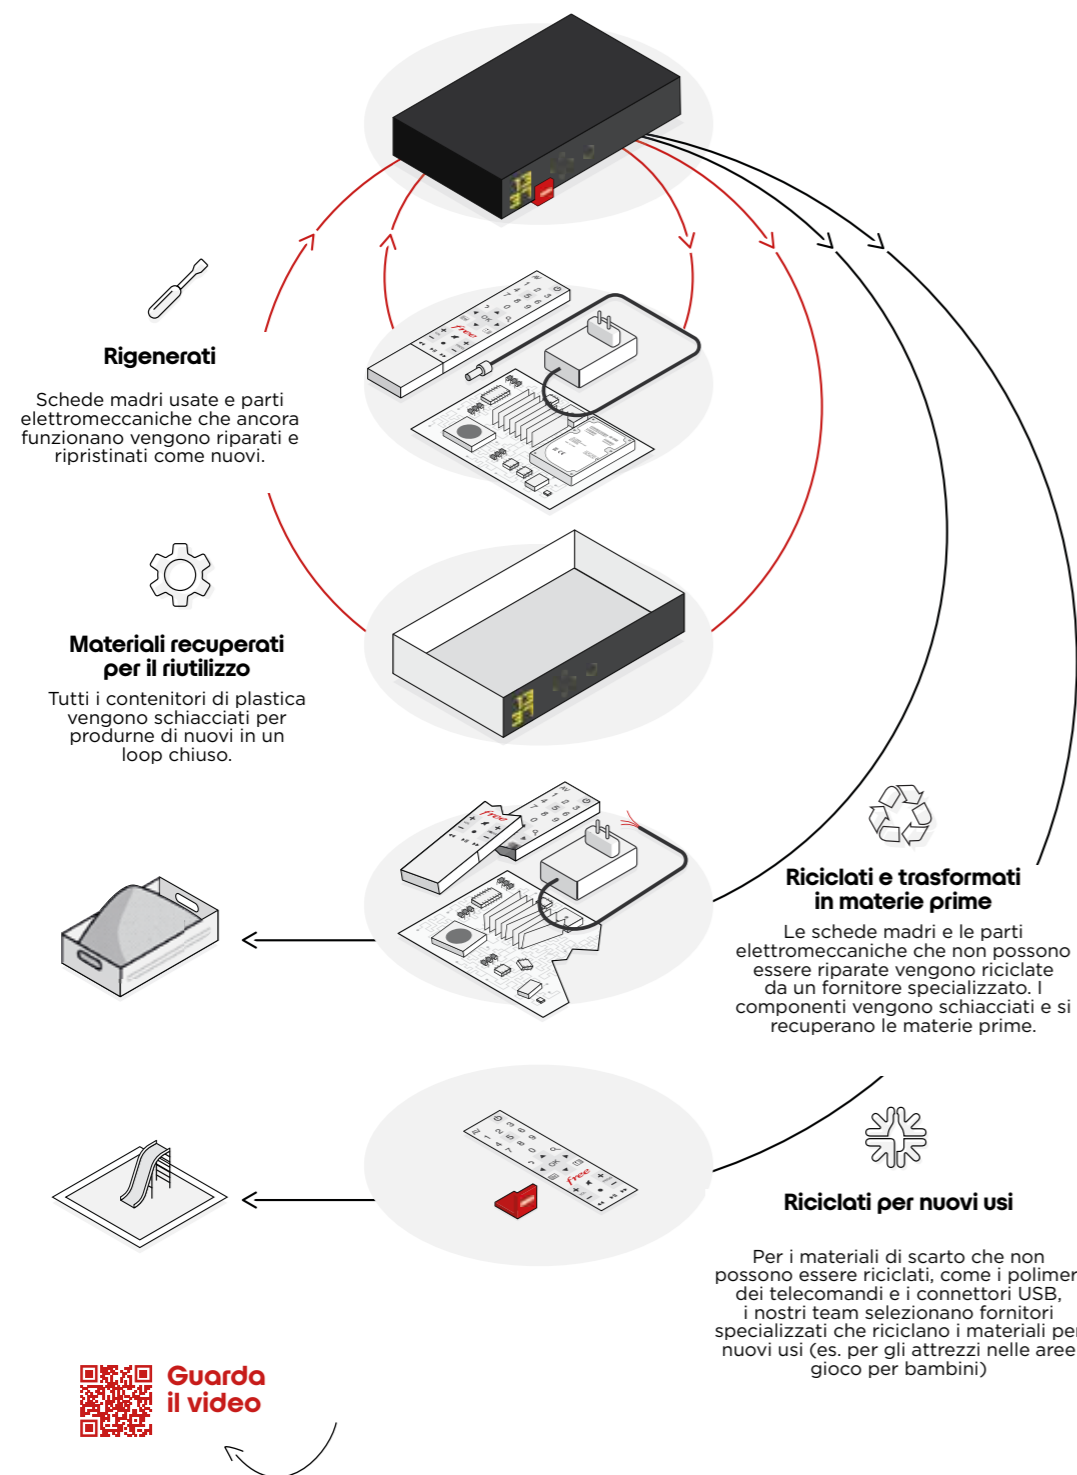 free
Rigenerati
Schede madri usate e parti
elettromeccaniche che ancora
funzionano vengono riparati e
ripristinati come nuovi.
Materiali recuperati
per il riutilizzo
Tutti i contenitori di plastica
vengono schiacciati per
produrne di nuovi in un
loop chiuso.
free
Riciclati e trasformati
in materie prime
Le schede madri e le parti
elettromeccaniche che non possono
essere riparate vengono riciclate
da un fornitore specializzato. I
componenti vengono schiacciati e si
recuperano le materie prime.
free
Riciclati per nuovi usi
Per i materiali di scarto che non
possono essere riciclati, come i polimer
dei telecomandi e i connettori USB,
i nostri team selezionano fornitori
specializzati che riciclano i materiali per
nuovi usi (es. per gli attrezzi nelle aree
gioco per bambini)
Guarda
il video